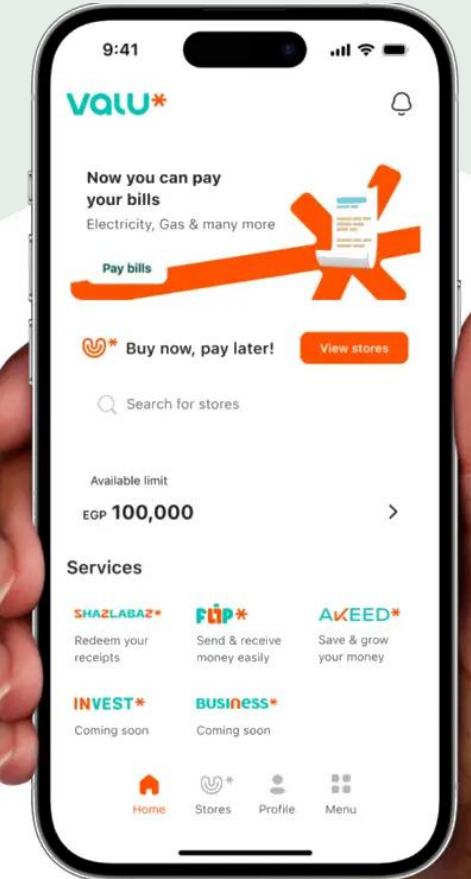 9:41
valu*
Now you can pay
your bills
Electricity, Gas & many more
Pay bills
Buy now, pay later!
View stores
Search for stores
Available limit
EGP 100,000
Services
SHAZLABAZ*
FLIP*
AKEED*
Redeem your
receipts
Send & receive
money easily
Save & grow
your money
INVEST*
BUSINESS*
Coming soon
Coming soon
Home
Stores
Profile
Menu